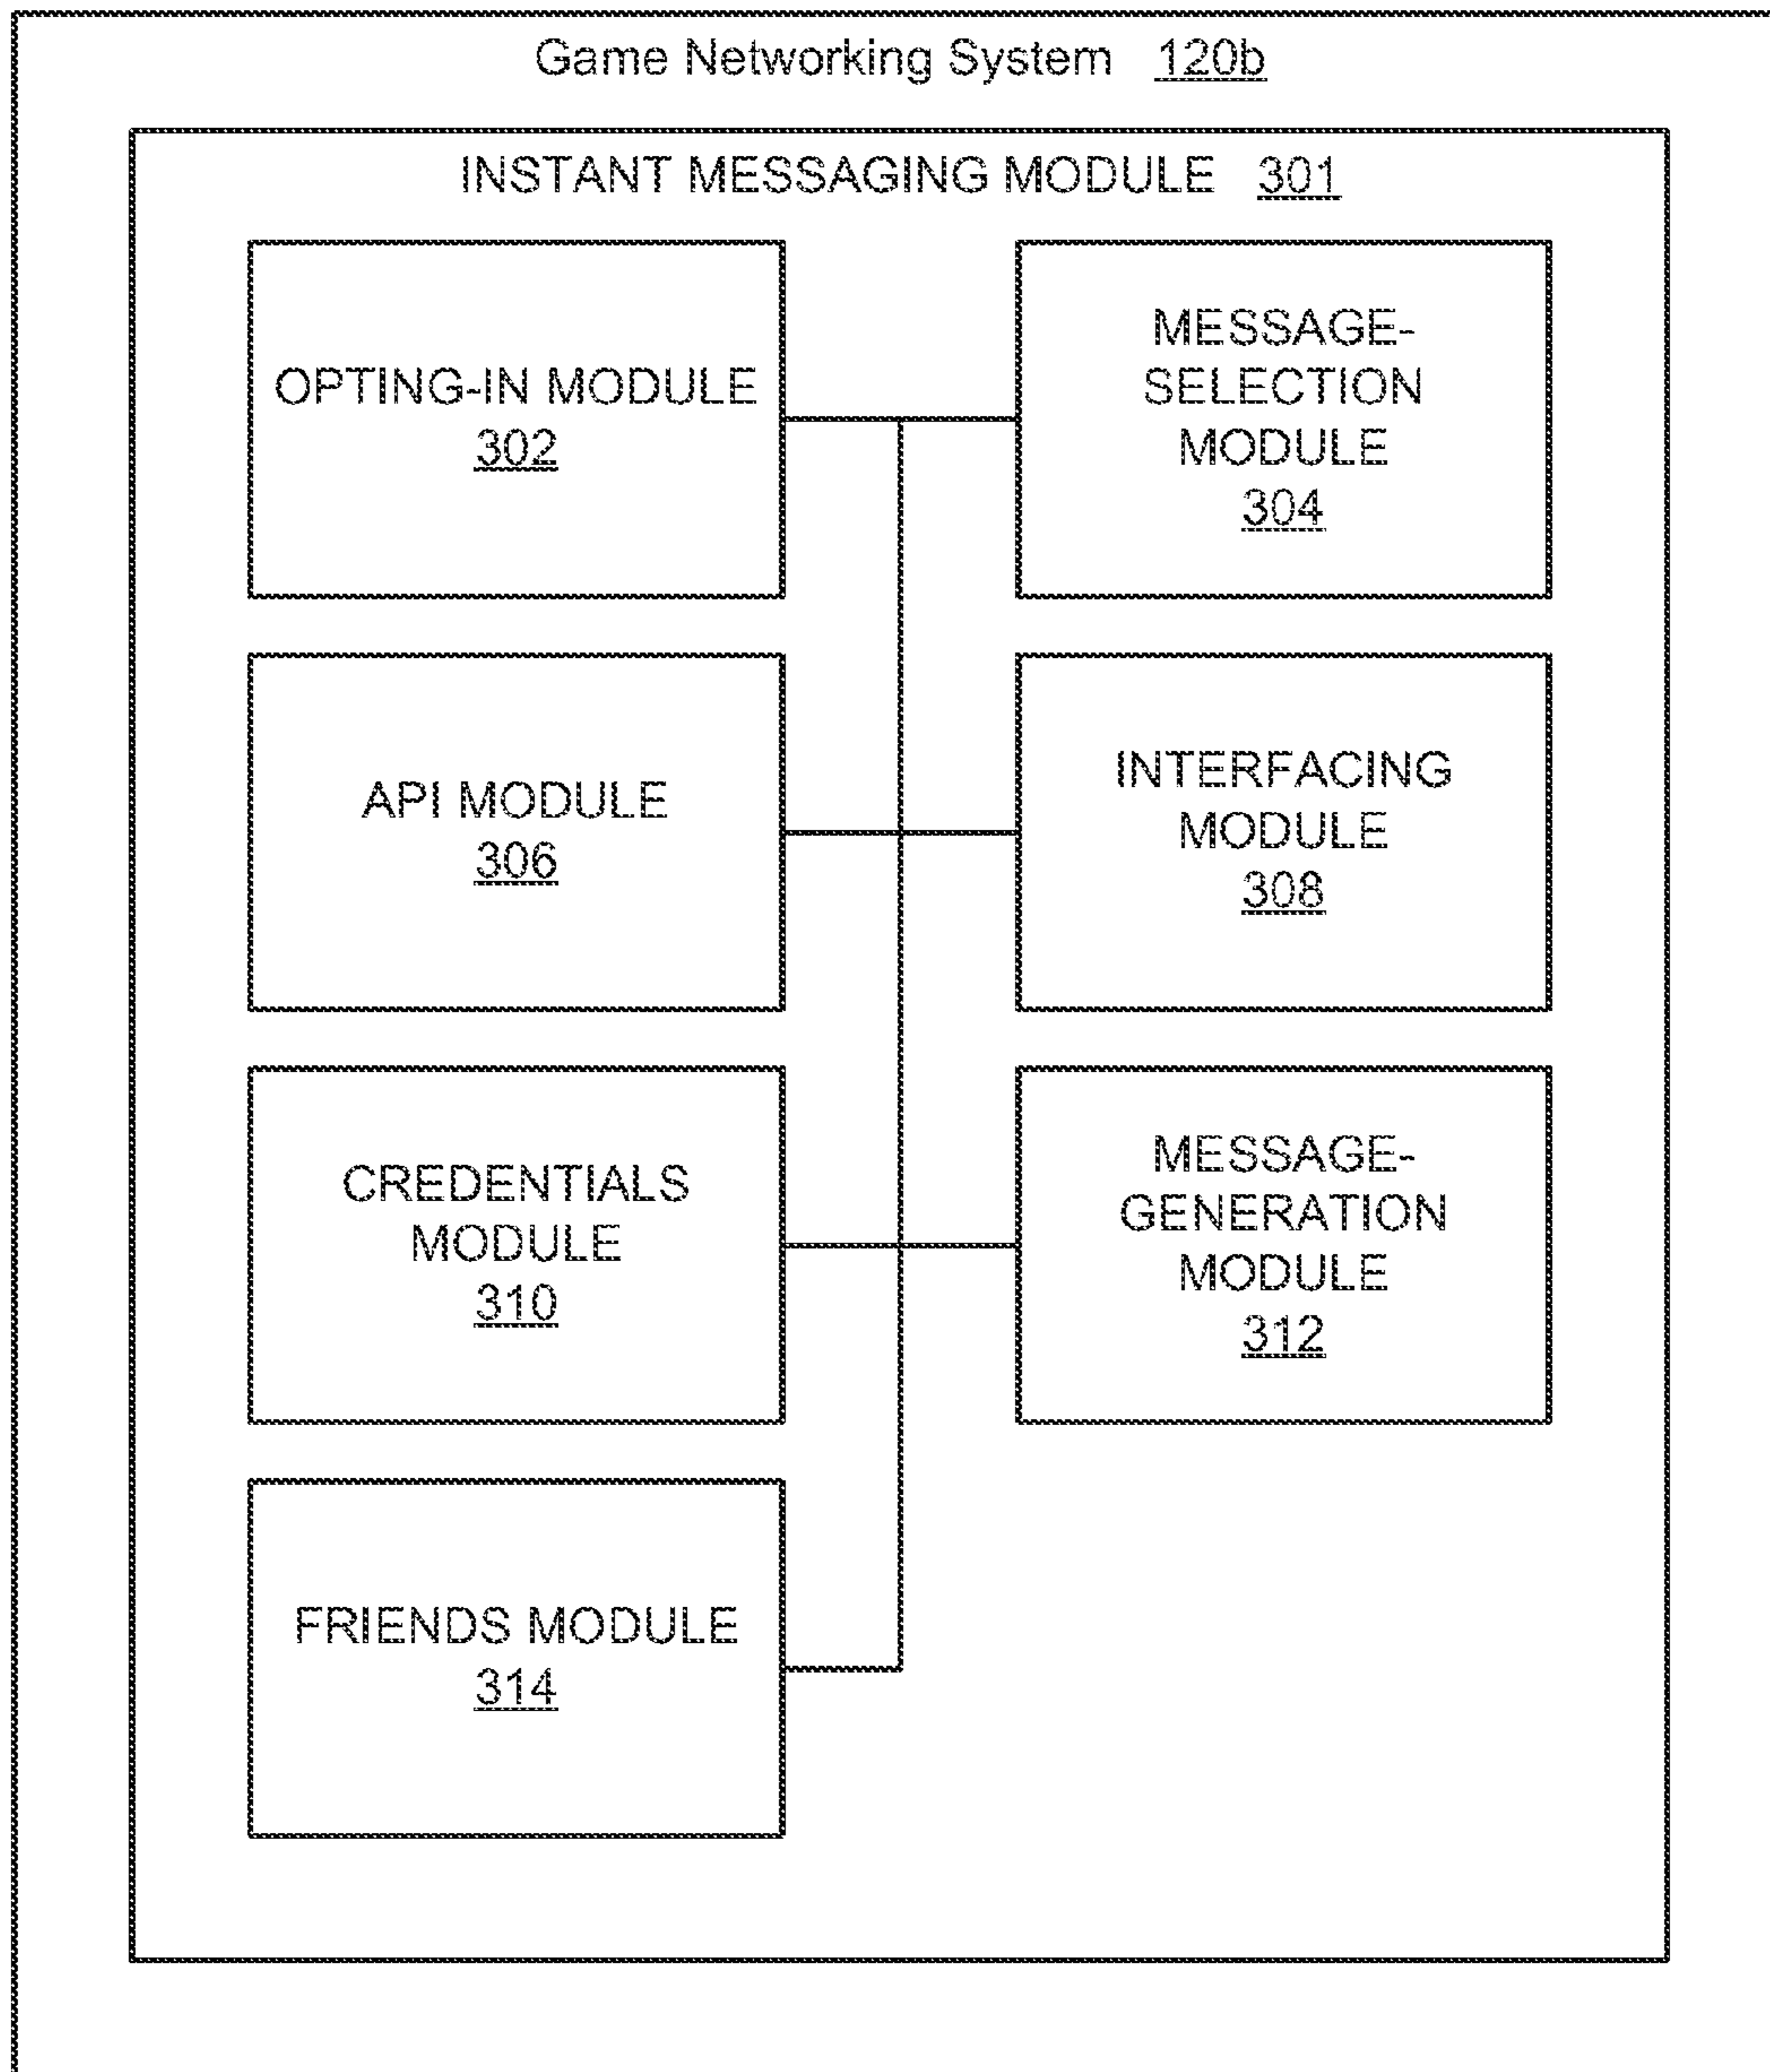 Game Networking System 120b
INSTANT MESSAGING MODULE 301
OPTING-IN MODULE
302
MESSAGE-
SELECTION
MODULE
304
API MODULE
306
INTERFACING
MODULE
308
CREDENTIALS
MODULE
310
MESSAGE-
GENERATION
MODULE
312
FRIENDS MODULE
314